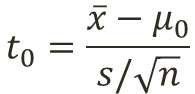 t₀ = (x̄ − μ₀) / (s/√n)